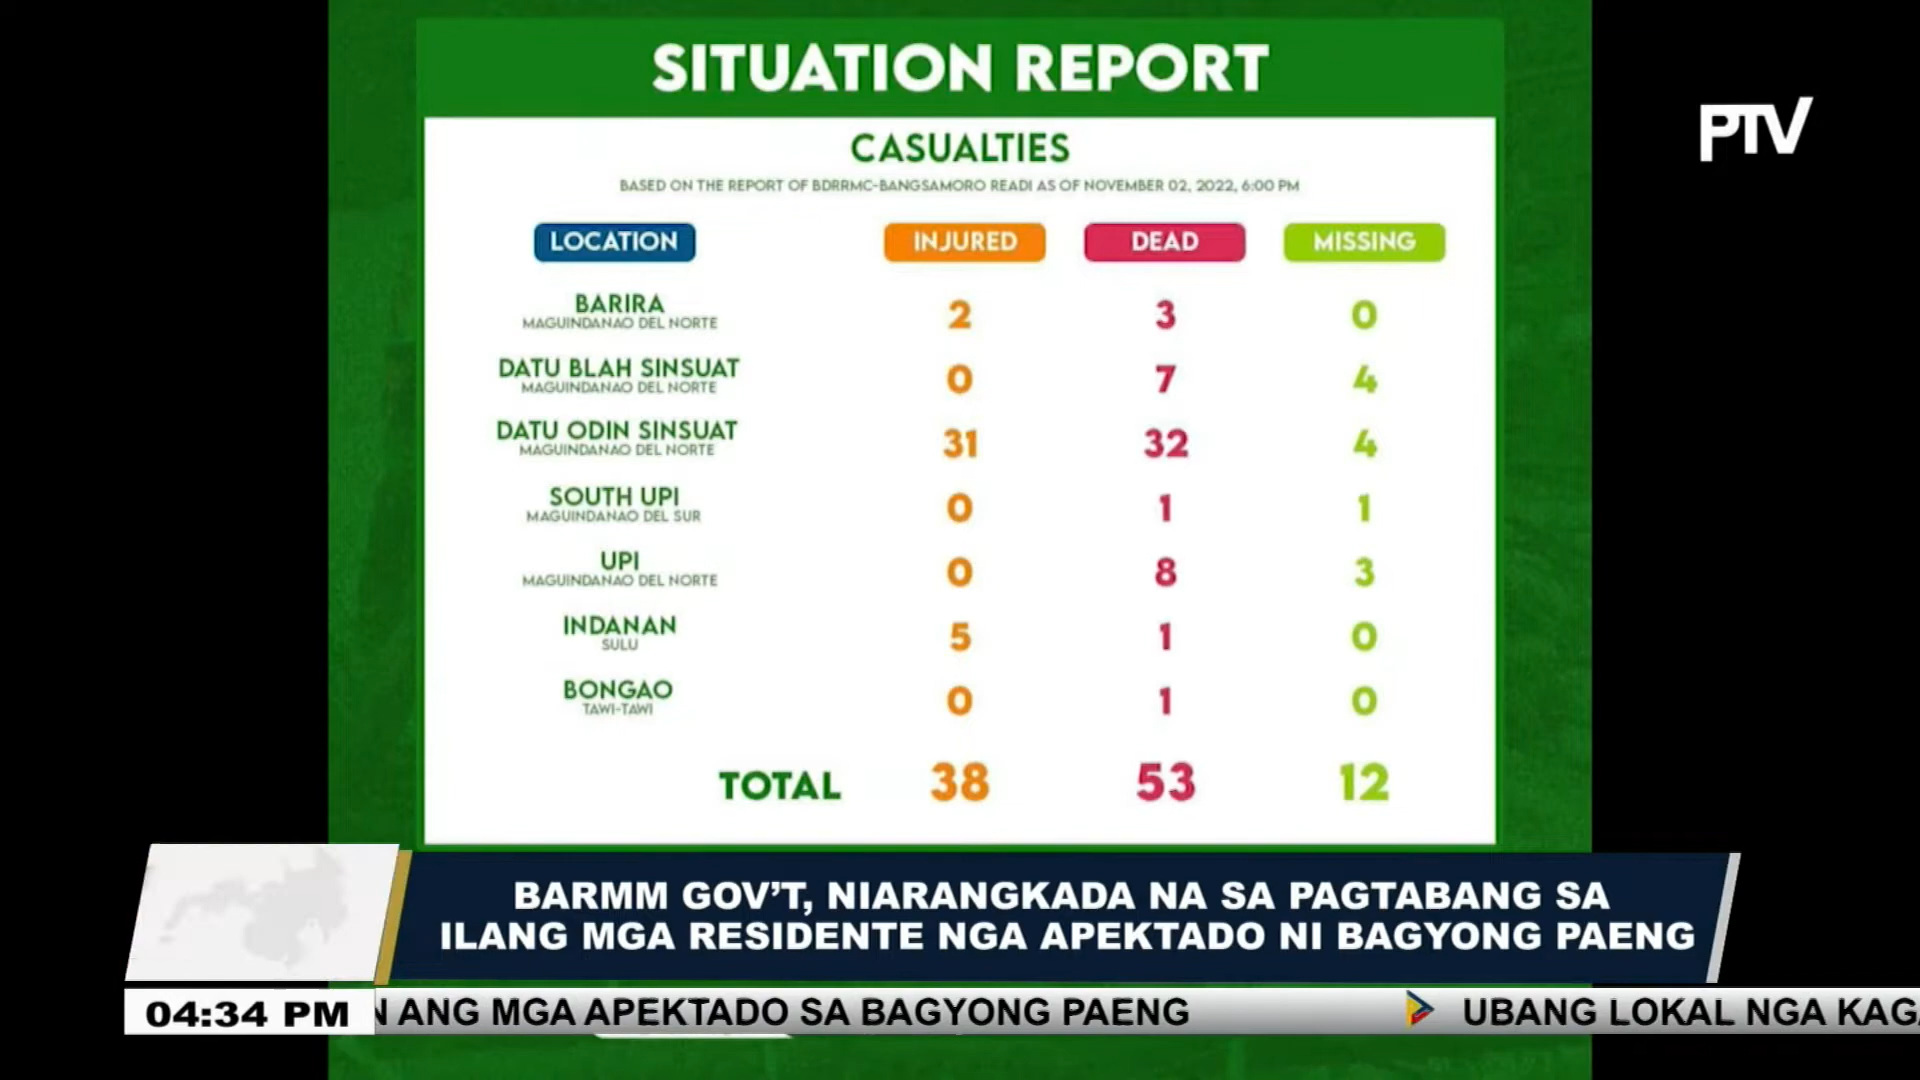 SITUATION REPORT
PTV
CASUALTIES
BASED ON THE REPORT OF BDRRMC-BANGSAMORO READI AS OF NOVEMBER 02, 2022, 6:00 PM
LOCATION INJURED DEAD MISSING
BARIRA
MAGUINDANAO DEL NORTE
2 3 0
DATU BLAH SINSUAT
MAGUINDANAO DEL NORTE
0 7 4
DATU ODIN SINSUAT
MAGUINDANAO DEL NORTE
31 32 4
SOUTH UPI
MAGUINDANAO DEL SUR
0 1 1
UPI
MAGUINDANAO DEL NORTE
0 8 3
INDANAN
SULU
5 1 0
BONGAO
TAWI-TAWI
0 1 0
TOTAL 38 53 12
BARMM GOV'T, NIARANGKADA NA SA PAGTABANG SA
ILANG MGA RESIDENTE NGA APEKTADO NI BAGYONG PAENG
04:34 PM N ANG MGA APEKTADO SA BAGYONG PAENG UBANG LOKAL NGA KAGA